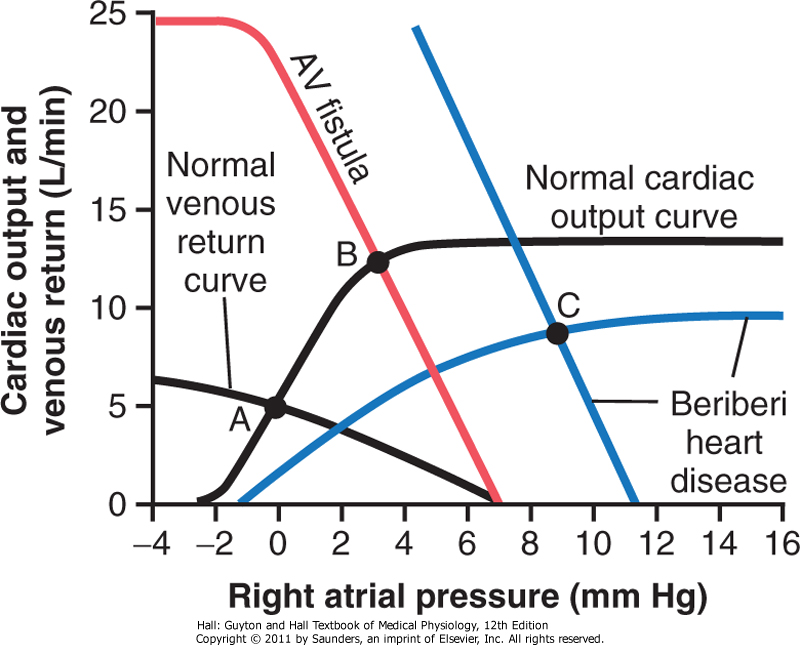 Cardiac output and
venous return (L/min)
25
20
15
10
5
0
Normal
venous
return
curve
AV fistula
Normal cardiac
output curve
A
B
C
Beriberi
heart
disease
–4
–2
0
2
4
6
8
10
12
14
16
Right atrial pressure (mm Hg)
Hall: Guyton and Hall Textbook of Medical Physiology, 12th Edition
Copyright © 2011 by Saunders, an imprint of Elsevier, Inc. All rights reserved.